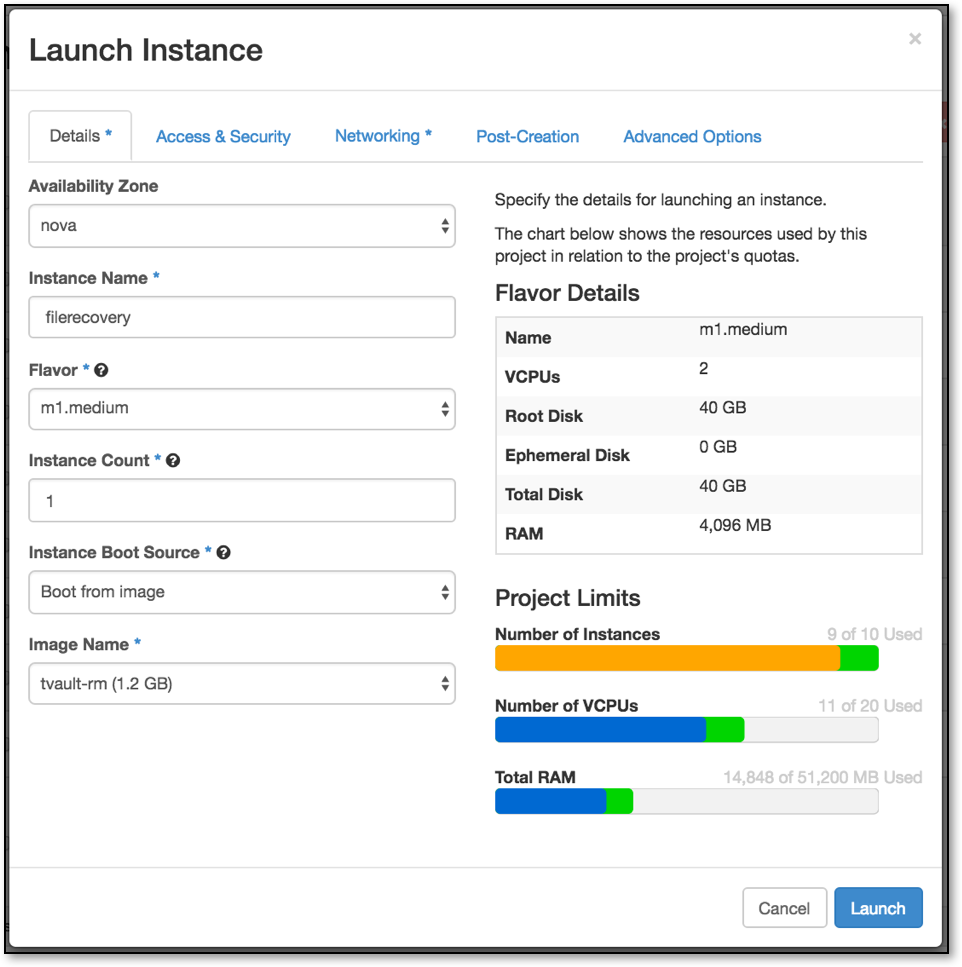 Launch Instance
×
Details *
Access & Security
Networking *
Post-Creation
Advanced Options
Availability Zone
nova
Instance Name *
filerecovery
Flavor * ?
m1.medium
Instance Count * ?
1
Instance Boot Source * ?
Boot from image
Image Name *
tvault-rm (1.2 GB)
Specify the details for launching an instance.
The chart below shows the resources used by this
project in relation to the project's quotas.
Flavor Details
Name m1.medium
VCPUs 2
Root Disk 40 GB
Ephemeral Disk 0 GB
Total Disk 40 GB
RAM 4,096 MB
Project Limits
Number of Instances 9 of 10 Used
Number of VCPUs 11 of 20 Used
Total RAM 14,848 of 51,200 MB Used
Cancel
Launch